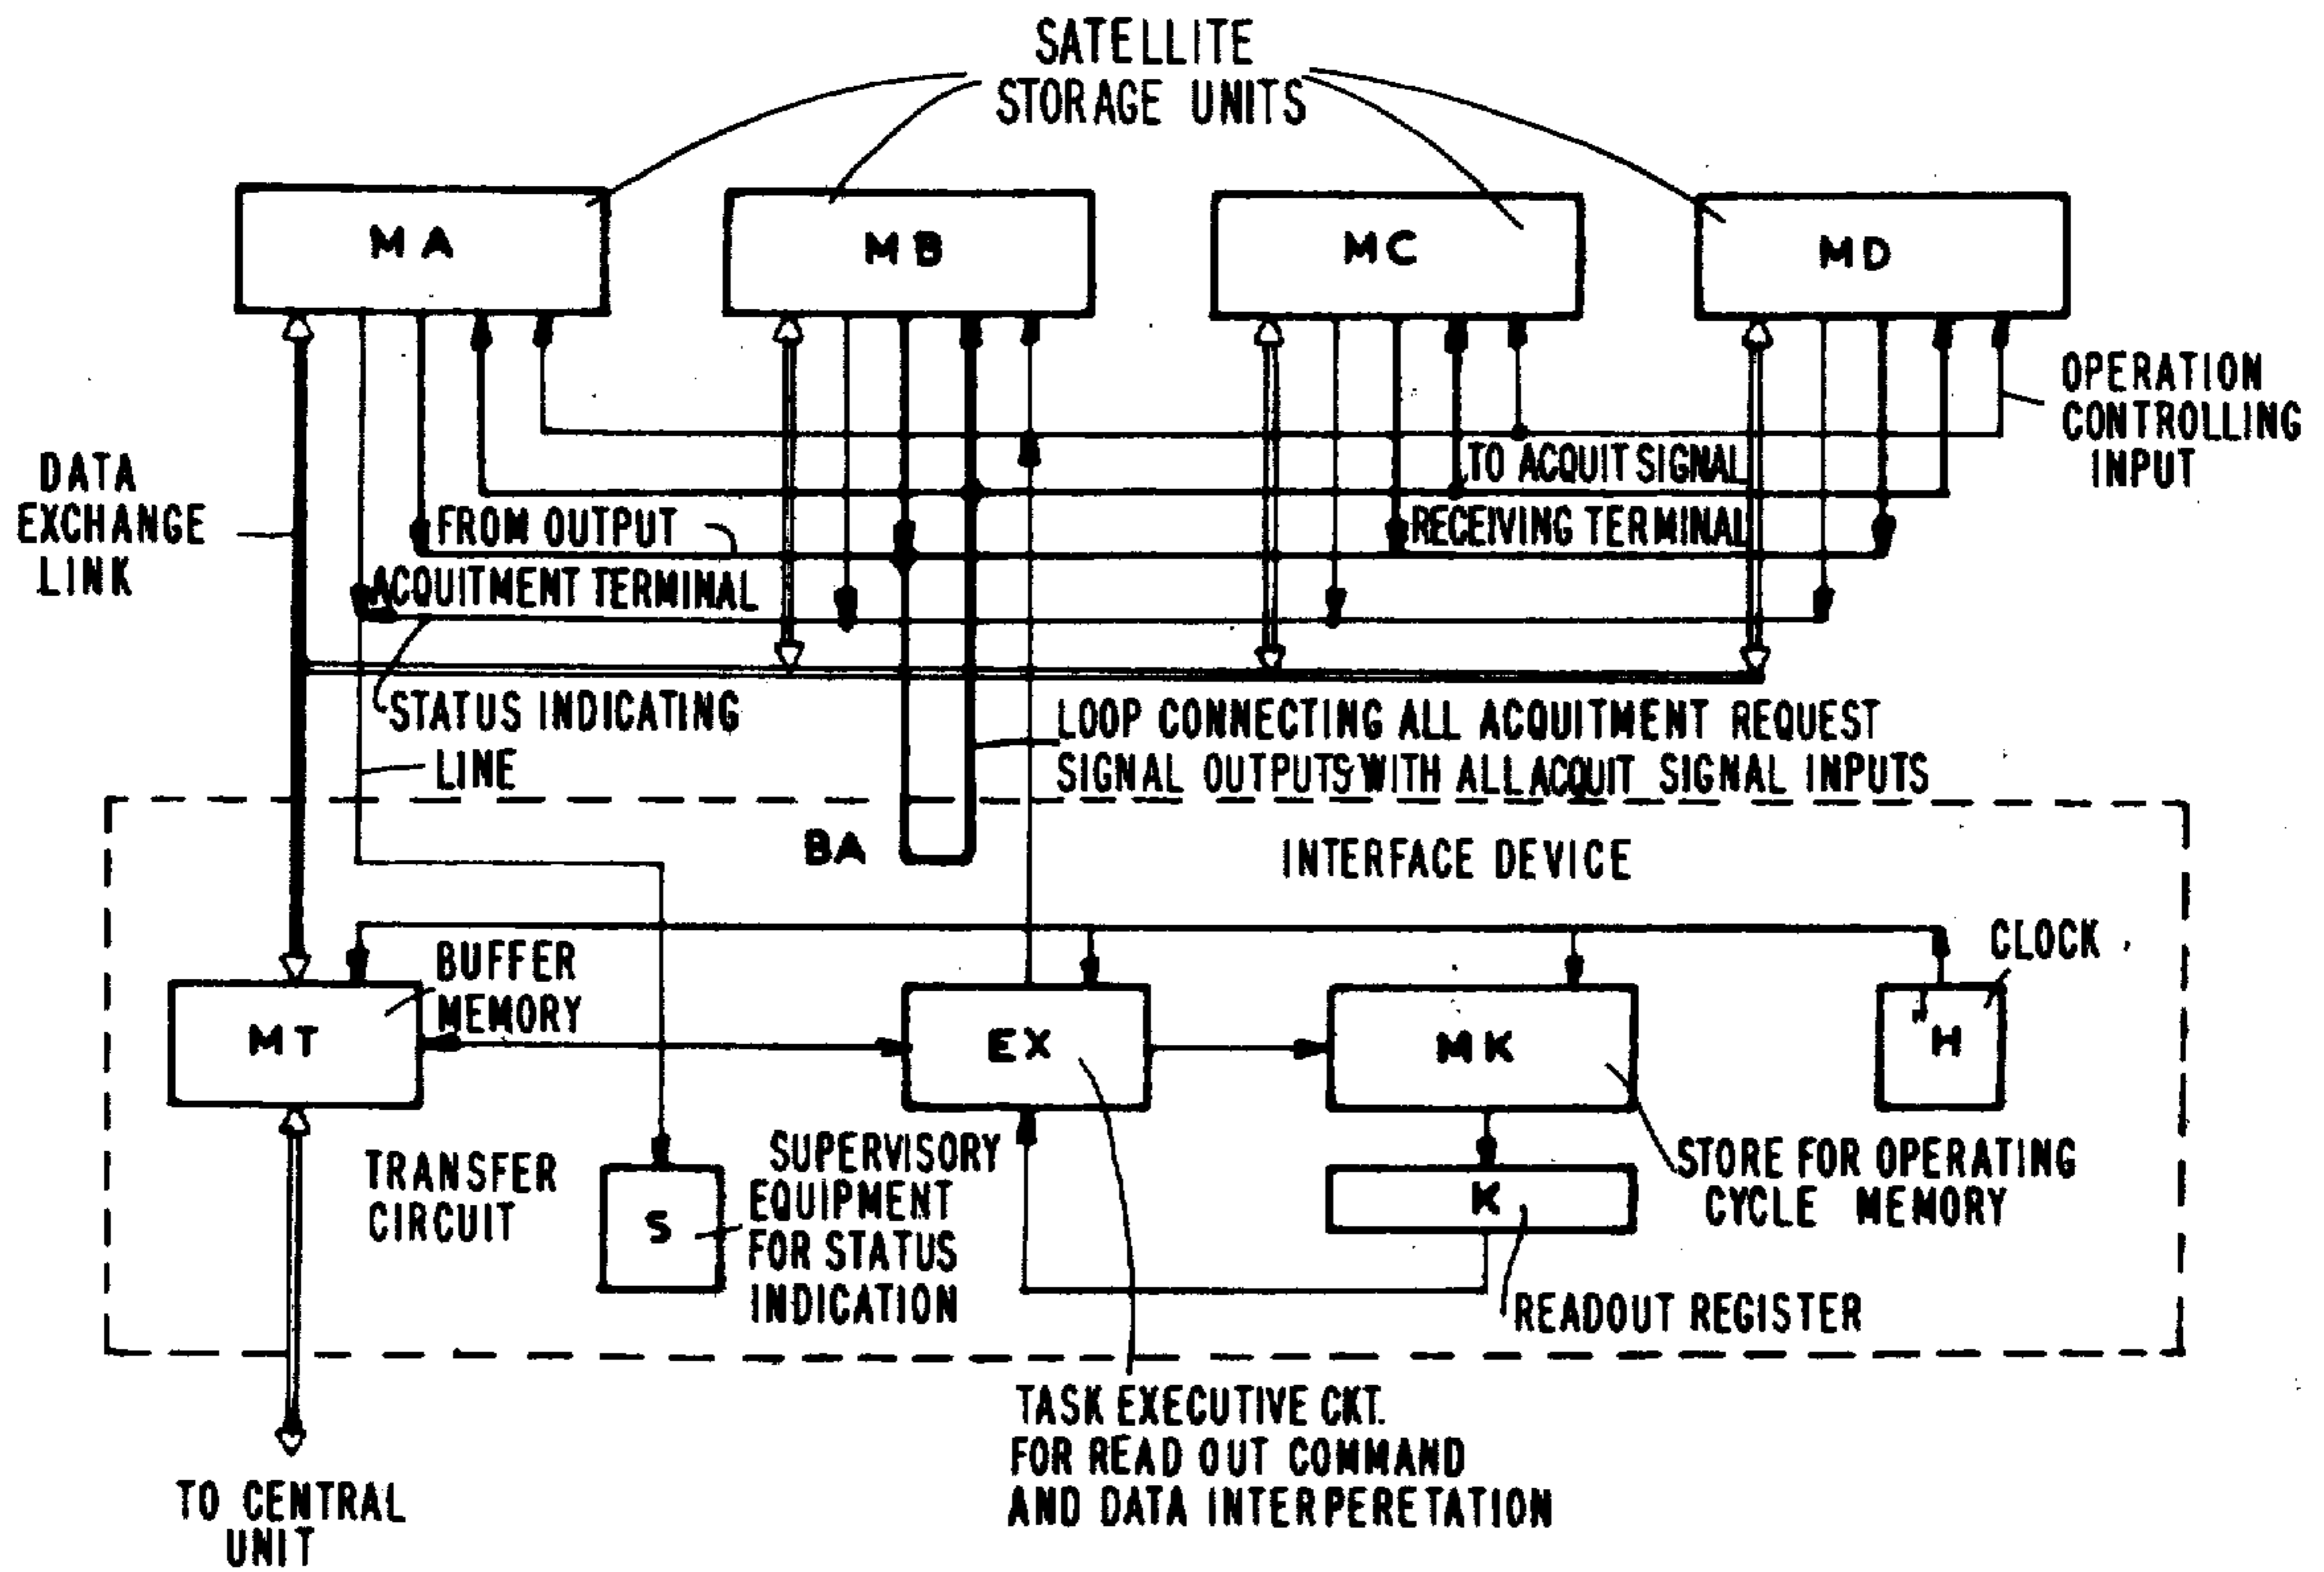 SATELLITE
STORAGE UNITS
MA
MB
MC
MD
OPERATION
CONTROLLING
INPUT
DATA
EXCHANGE
LINK
TO ACQUIT SIGNAL
FROM OUTPUT
RECEIVING TERMINAL
ACQUITMENT TERMINAL
STATUS INDICATING
LINE
LOOP CONNECTING ALL ACQUITMENT REQUEST
SIGNAL OUTPUTS WITH ALL ACQUIT SIGNAL INPUTS
BA
INTERFACE DEVICE
CLOCK
BUFFER
MEMORY
MT
EX
MK
H
TRANSFER
CIRCUIT
S
SUPERVISORY
EQUIPMENT
FOR STATUS
INDICATION
K
STORE FOR OPERATING
CYCLE MEMORY
READOUT REGISTER
TASK EXECUTIVE CKT.
FOR READ OUT COMMAND
AND DATA INTERPERETATION
TO CENTRAL
UNIT